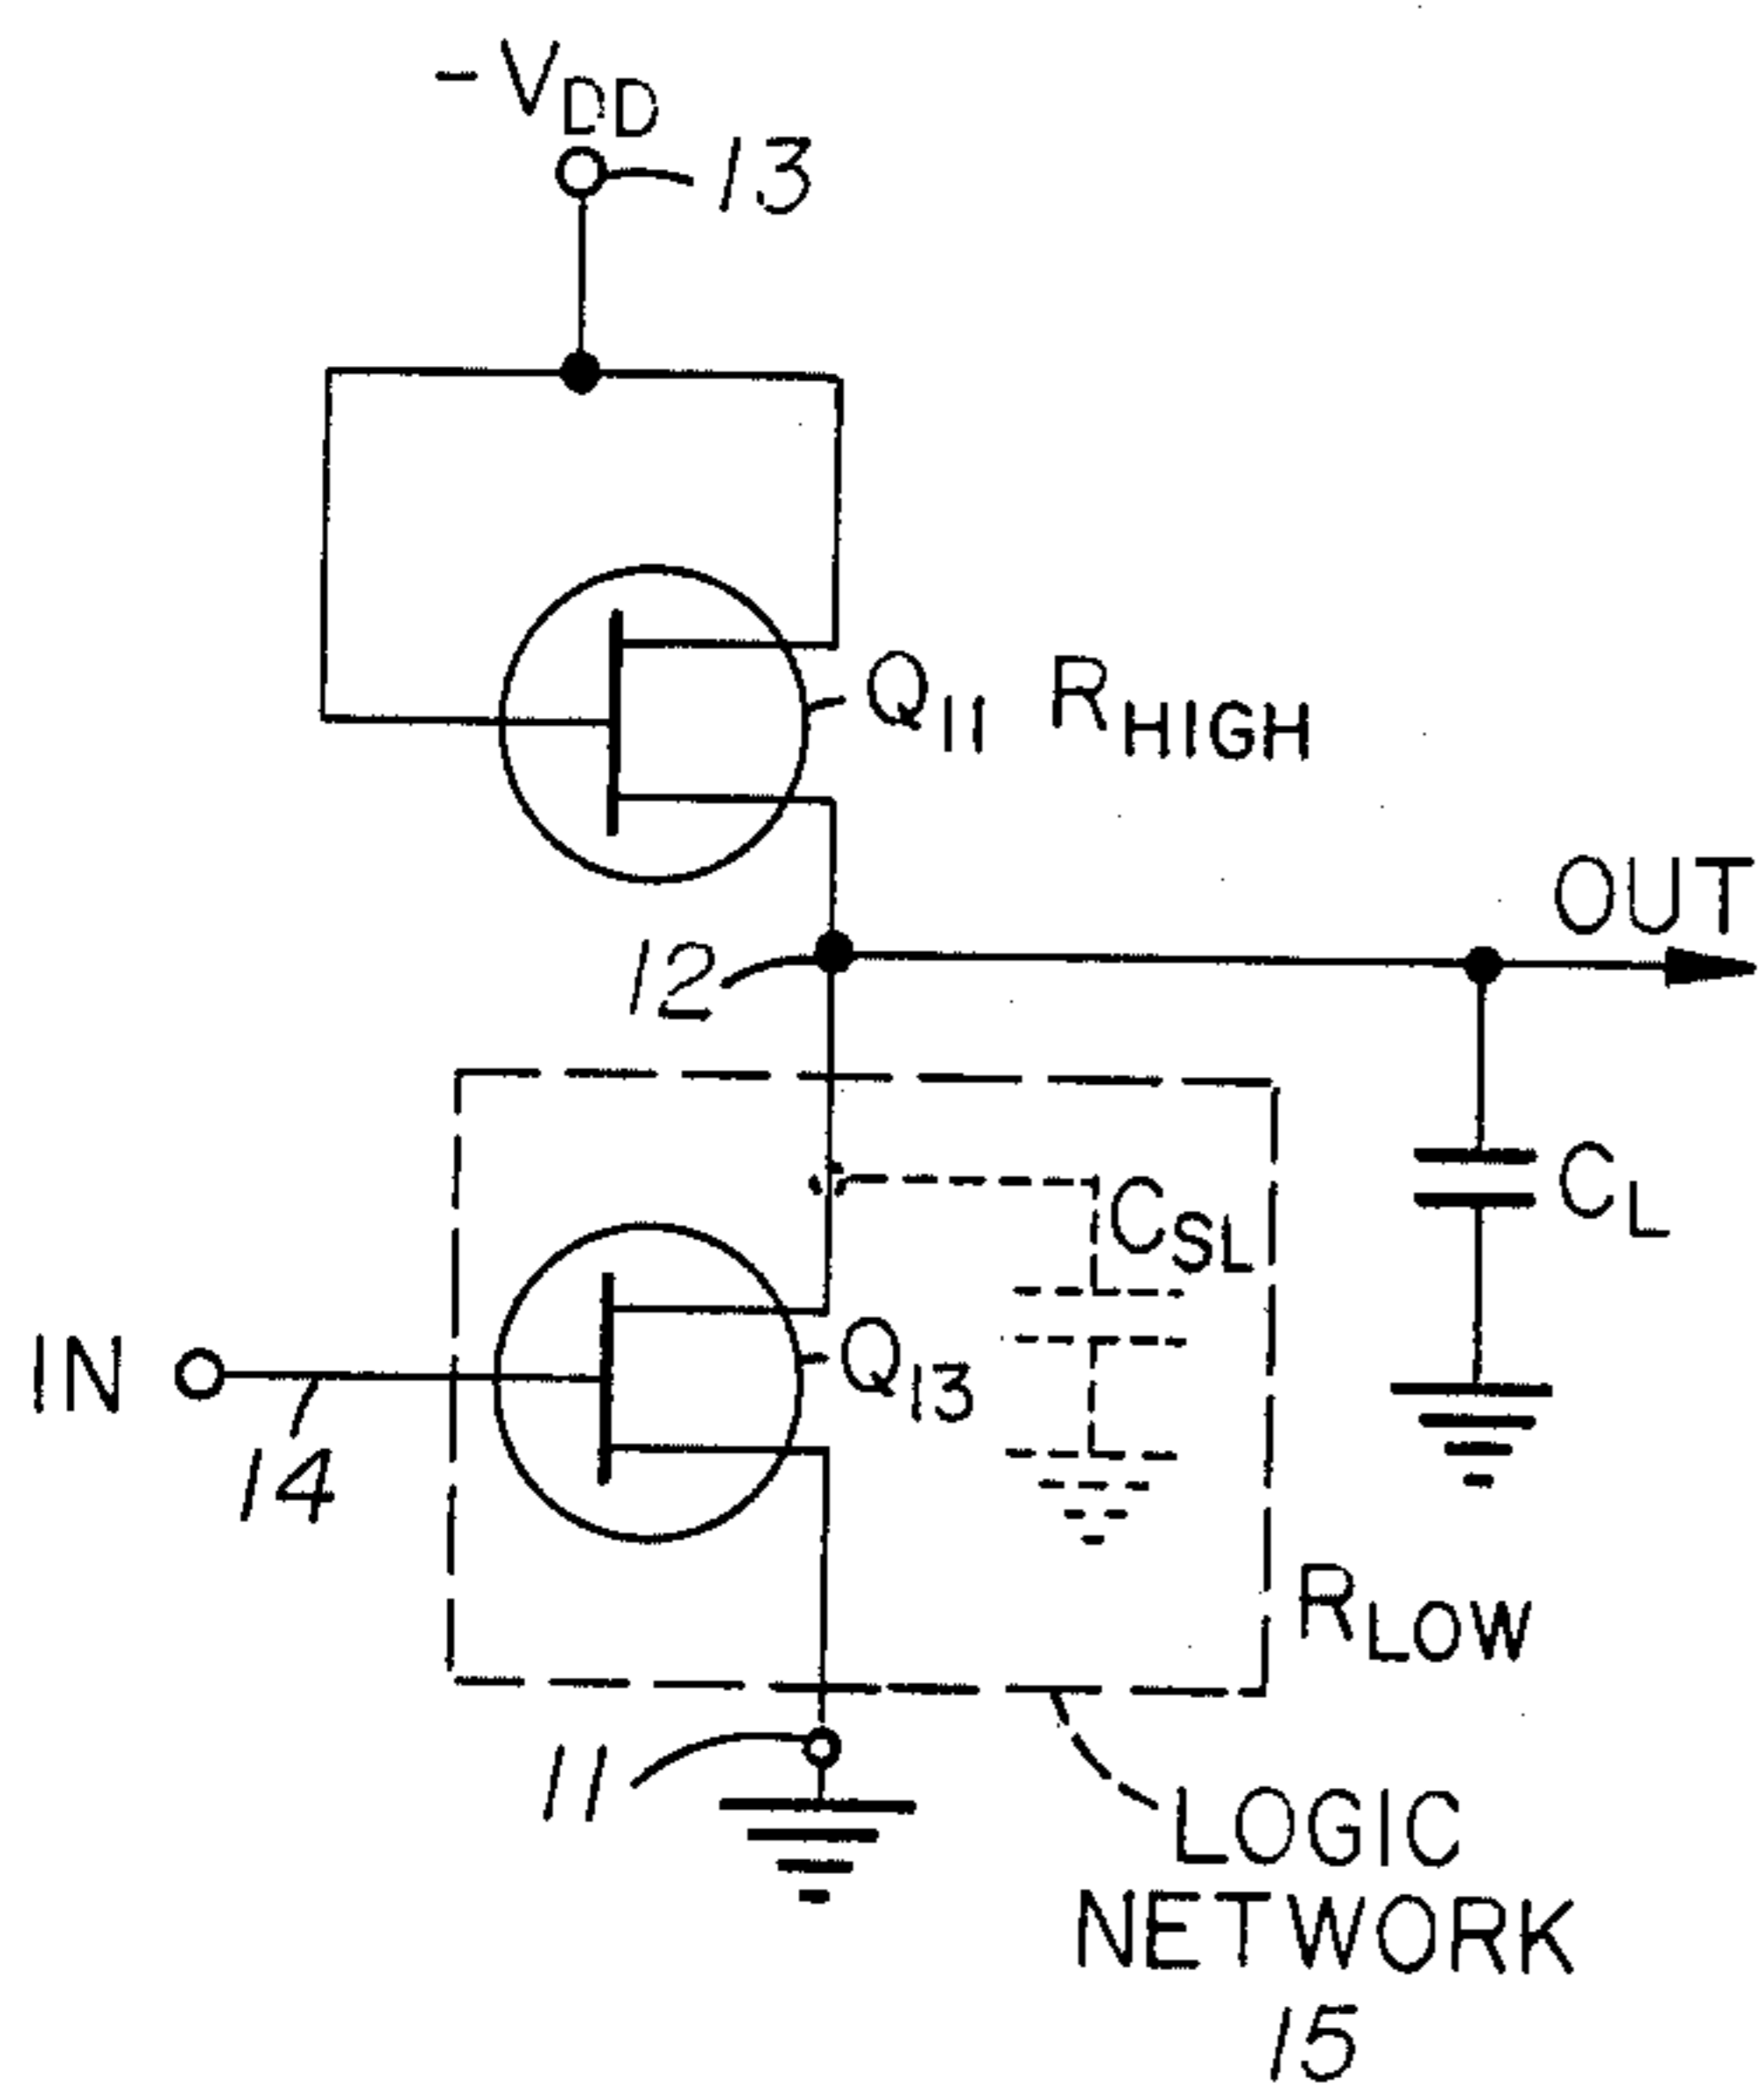 -VDD
13
Q11 RHIGH
OUT
12
CSL
CL
IN
Q13
14
RLOW
11
LOGIC
NETWORK
15